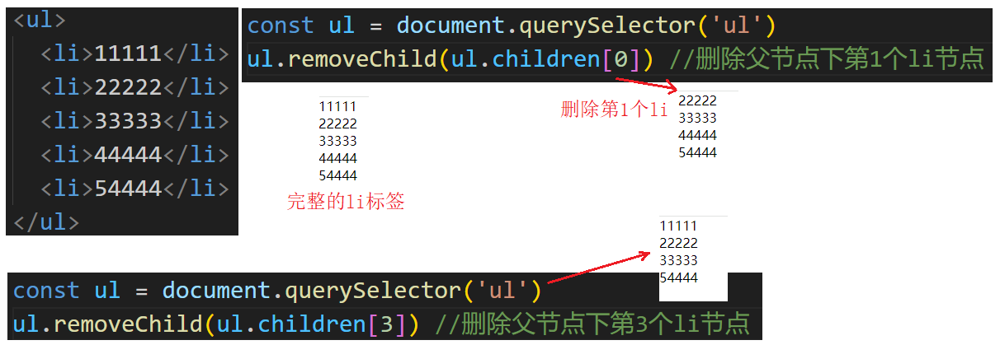 <ul>
<li>11111</li>
<li>22222</li>
<li>33333</li>
<li>44444</li>
<li>54444</li>
</ul>
const ul = document.querySelector('ul')
ul.removeChild(ul.children[0]) //删除父节点下第1个li节点
11111
22222
33333
44444
54444
完整的li标签
删除第1个li
22222
33333
44444
54444
11111
22222
33333
54444
const ul = document.querySelector('ul')
ul.removeChild(ul.children[3]) //删除父节点下第3个li节点